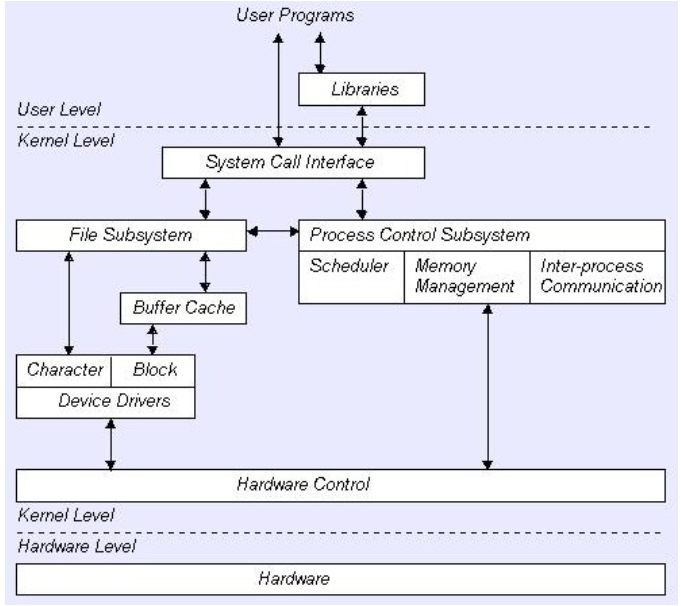 User Programs
Libraries
User Level
Kernel Level
System Call Interface
File Subsystem
Process Control Subsystem
Scheduler
Memory
Management
Inter-process
Communication
Buffer Cache
Character
Block
Device Drivers
Hardware Control
Kernel Level
Hardware Level
Hardware